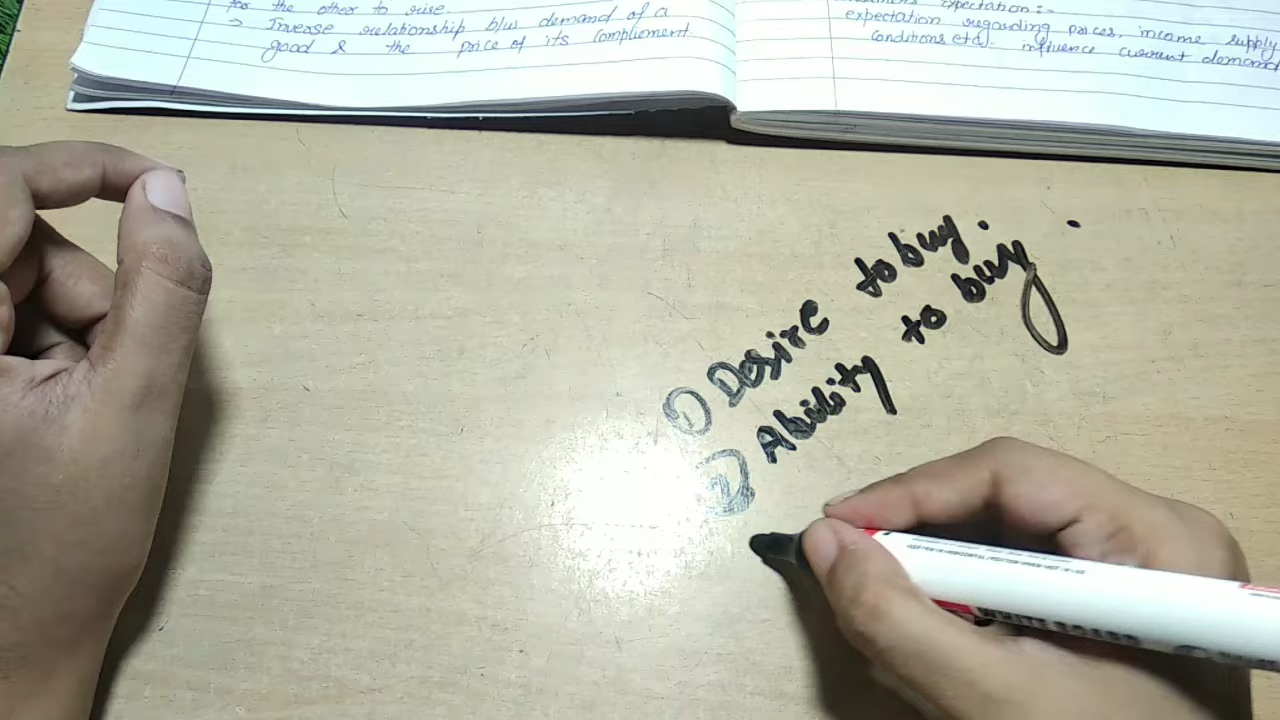 for the other to rise.
→ Inverse relationship b/w demand of a
good & the price of its compliment.
expectation:-
expectation regarding prices, income supply
conditions etc. influence current demand
① Desire to buy.
② Ability to buy